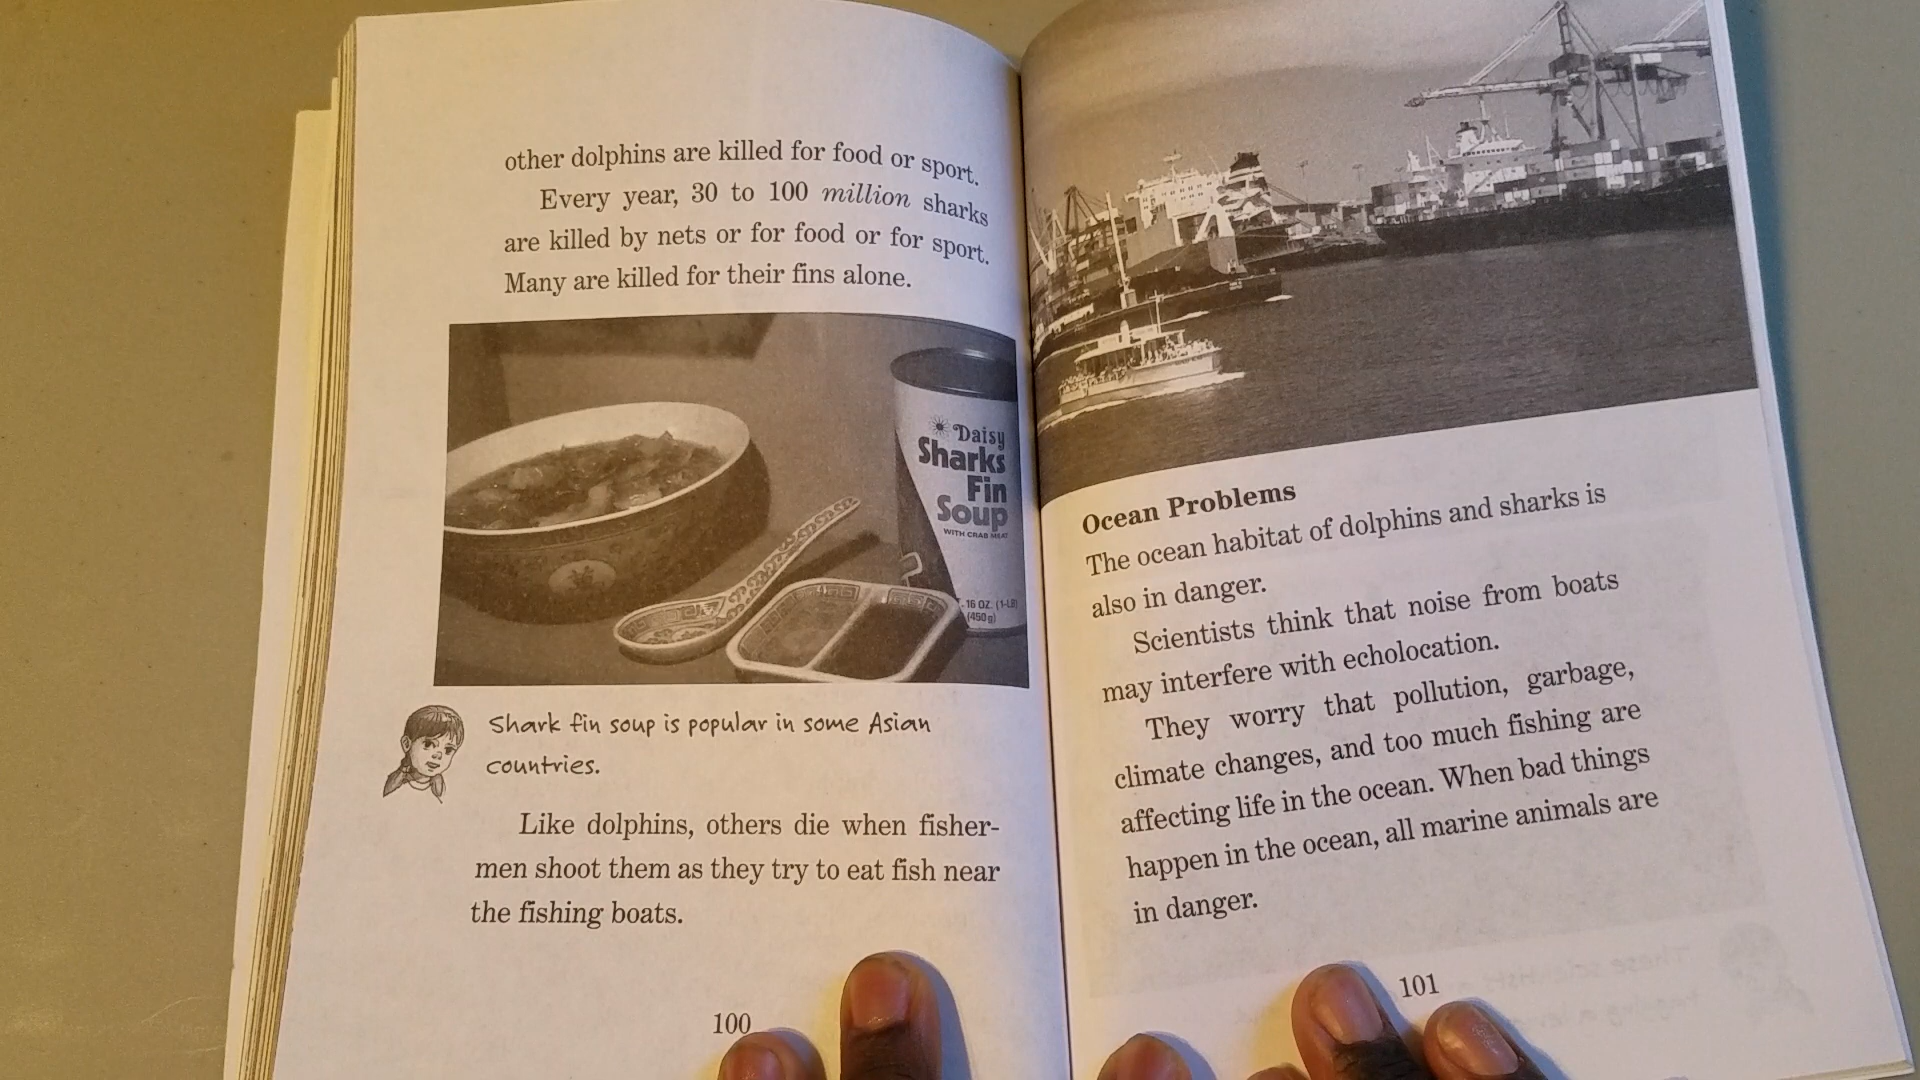 other dolphins are killed for food or sport.
Every year, 30 to 100 million sharks
are killed by nets or for food or for sport.
Many are killed for their fins alone.
Daisy
Sharks
Fin
Soup
WITH CRAB MEAT
16 OZ. (1-LB)
(450 g)
Shark fin soup is popular in some Asian
countries.
Like dolphins, others die when fisher-
men shoot them as they try to eat fish near
the fishing boats.
100
Ocean Problems
The ocean habitat of dolphins and sharks is
also in danger.
Scientists think that noise from boats
may interfere with echolocation.
They worry that pollution, garbage,
climate changes, and too much fishing are
affecting life in the ocean. When bad things
happen in the ocean, all marine animals are
in danger.
101